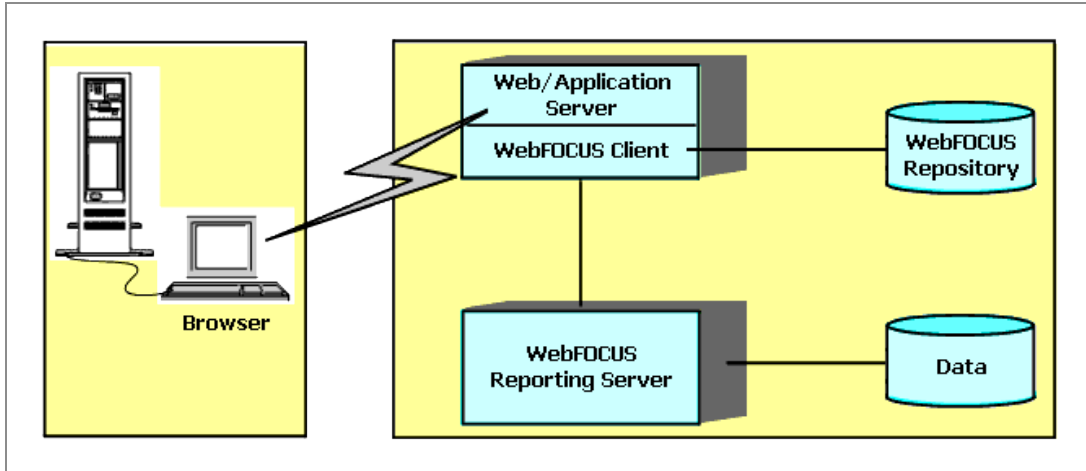 Web/Application
Server
WebFOCUS Client
WebFOCUS
Repository
Browser
WebFOCUS
Reporting Server
Data